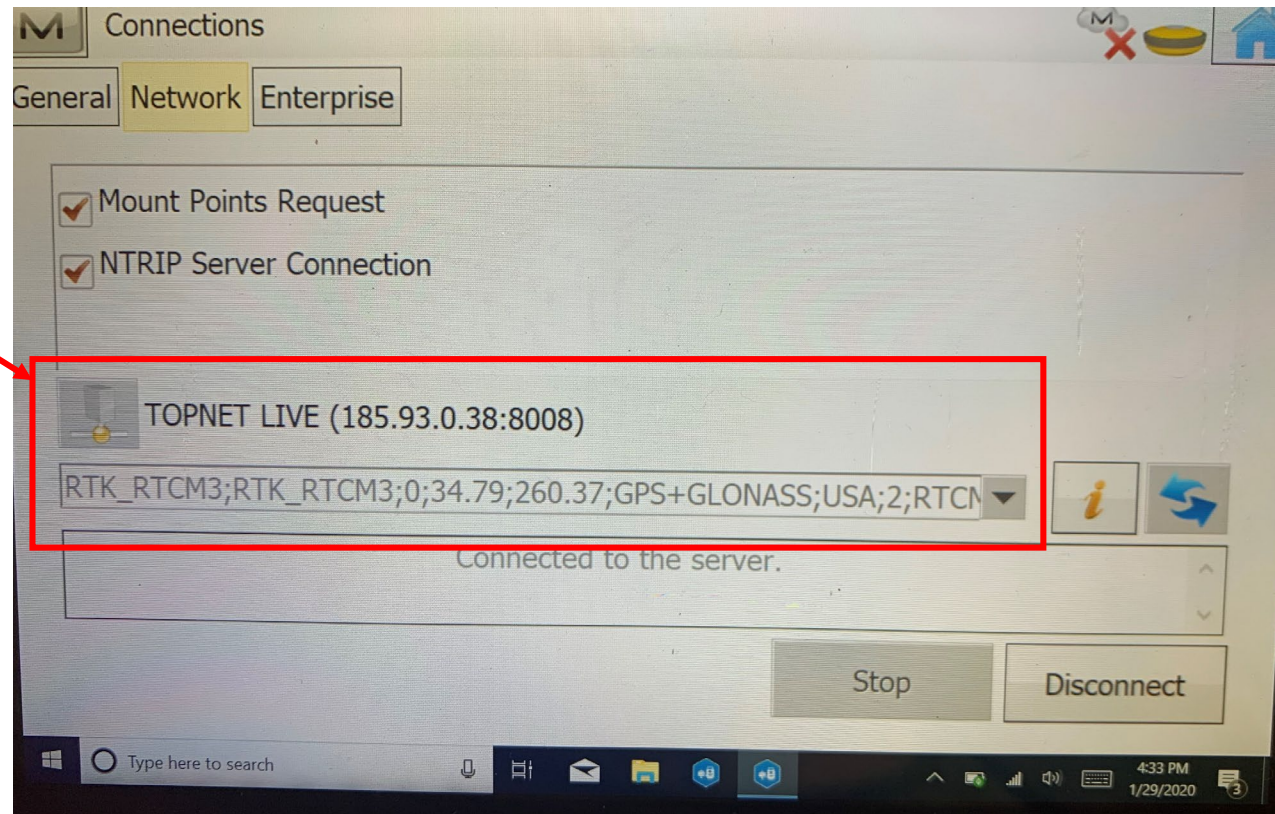 M Connections
M
General Network Enterprise
Mount Points Request
NTRIP Server Connection
TOPNET LIVE (185.93.0.38:8008)
RTK_RTCM3;RTK_RTCM3;0;34.79;260.37;GPS+GLONASS;USA;2;RTCM
i
Connected to the server.
Stop Disconnect
Type here to search
4:33 PM
1/29/2020
3